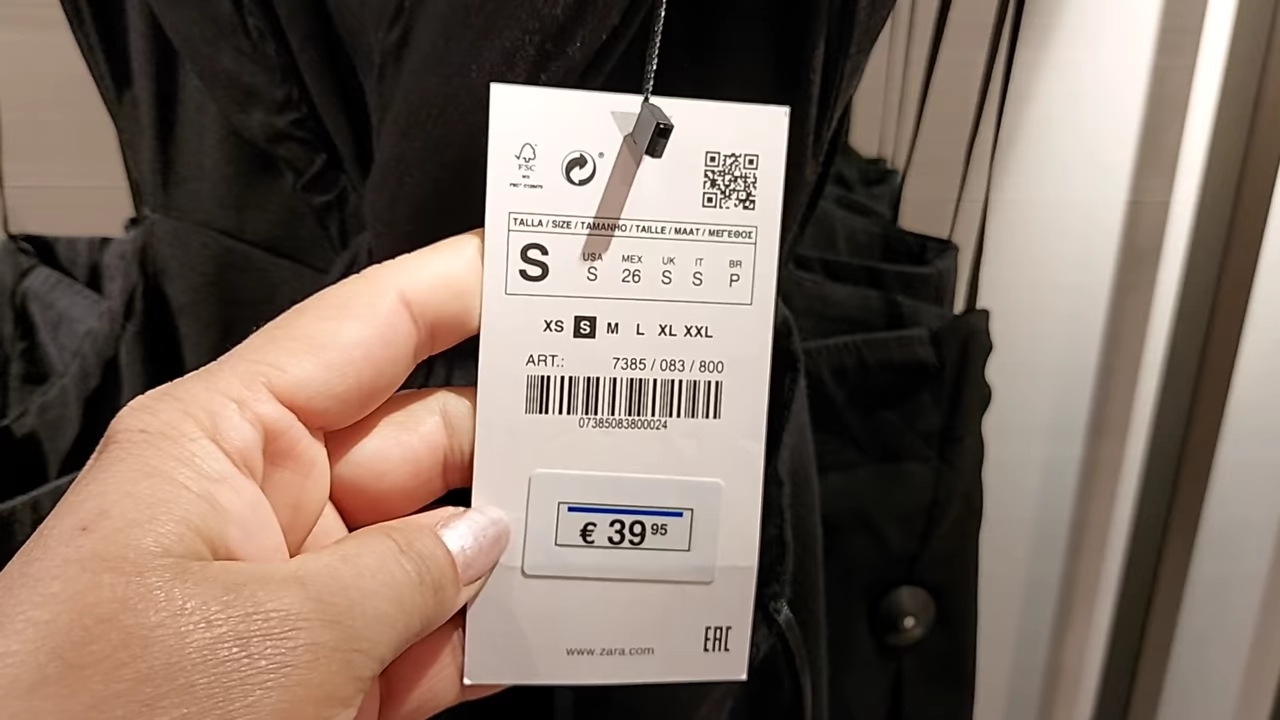 FSC
MIX
®
TALLA / SIZE / TAMANHO / TAILLE / MAAT / ΜΕΓΕΘΟΣ
S
USA MEX UK IT BR
S 26 S S P
XS S M L XL XXL
ART.: 7385 / 083 / 800
07385083800024
€ 39 95
www.zara.com
EAC